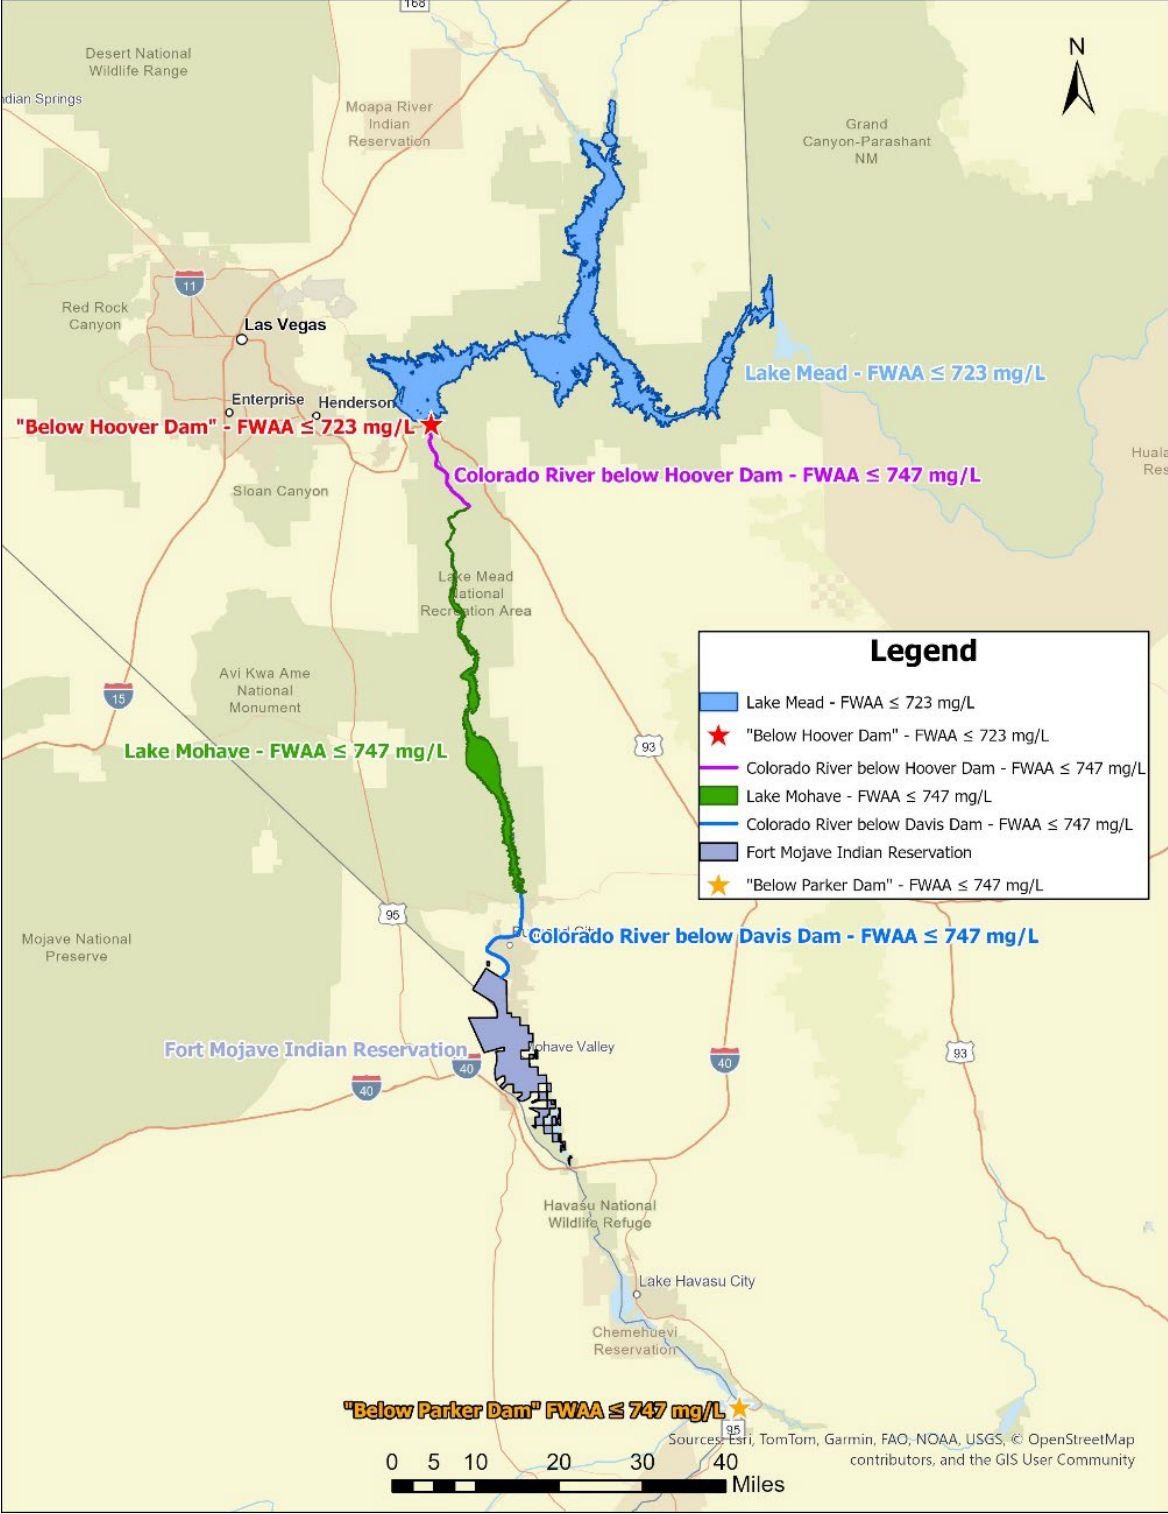 168
N
Desert National
Wildlife Range
dian Springs
Moapa River
Indian
Reservation
Grand
Canyon-Parashant
NM
11
Red Rock
Canyon
Las Vegas
Lake Mead - FWAA ≤ 723 mg/L
Enterprise
Henderson
"Below Hoover Dam" - FWAA ≤ 723 mg/L
Huala
Res
Colorado River below Hoover Dam - FWAA ≤ 747 mg/L
Sloan Canyon
Lake Mead
National
Recreation Area
Avi Kwa Ame
National
Monument
15
93
Lake Mohave - FWAA ≤ 747 mg/L
Legend
Lake Mead - FWAA ≤ 723 mg/L
"Below Hoover Dam" - FWAA ≤ 723 mg/L
Colorado River below Hoover Dam - FWAA ≤ 747 mg/L
Lake Mohave - FWAA ≤ 747 mg/L
Colorado River below Davis Dam - FWAA ≤ 747 mg/L
Fort Mojave Indian Reservation
"Below Parker Dam" - FWAA ≤ 747 mg/L
95
Mojave National
Preserve
Colorado River below Davis Dam - FWAA ≤ 747 mg/L
Fort Mojave Indian Reservation
Mohave Valley
40
40
40
93
Havasu National
Wildlife Refuge
Lake Havasu City
Chemehuevi
Reservation
"Below Parker Dam" FWAA ≤ 747 mg/L
95
Sources: Esri, TomTom, Garmin, FAO, NOAA, USGS, © OpenStreetMap
contributors, and the GIS User Community
0 5 10 20 30 40
Miles